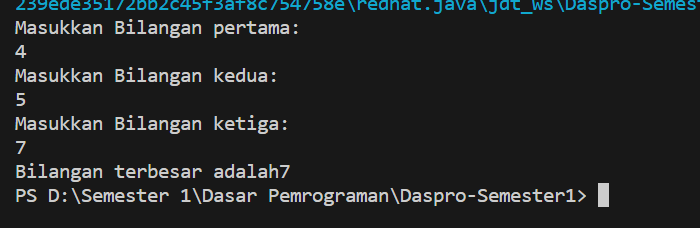 239ede35172bb2c45f3af8c754758e\redhat.java\jdt_ws\Daspro-Semes
Masukkan Bilangan pertama:
4
Masukkan Bilangan kedua:
5
Masukkan Bilangan ketiga:
7
Bilangan terbesar adalah7
PS D:\Semester 1\Dasar Pemrograman\Daspro-Semester1>